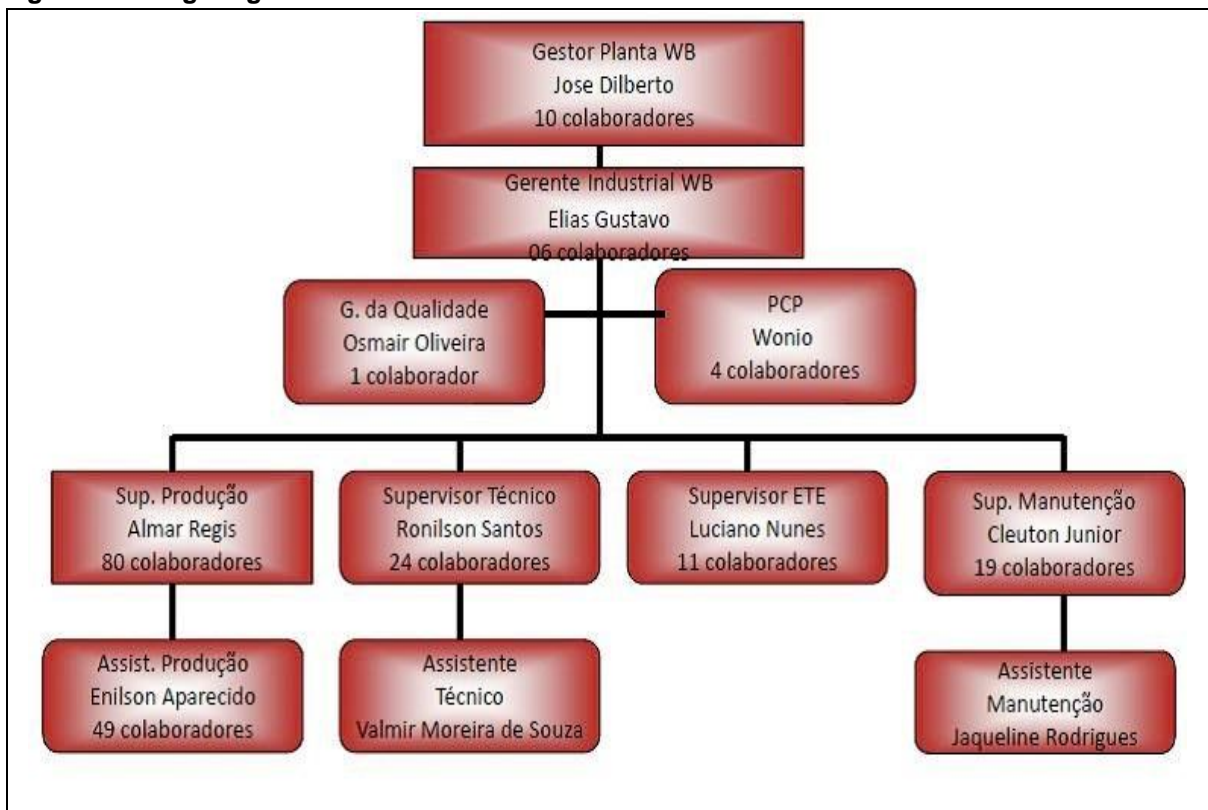 Gestor Planta WB
Jose Dilberto
10 colaboradores
Gerente Industrial WB
Elias Gustavo
06 colaboradores
G. da Qualidade
Osmair Oliveira
1 colaborador
PCP
Wonio
4 colaboradores
Sup. Produção
Almar Regis
80 colaboradores
Supervisor Técnico
Ronilson Santos
24 colaboradores
Supervisor ETE
Luciano Nunes
11 colaboradores
Sup. Manutenção
Cleuton Junior
19 colaboradores
Assist. Produção
Enilson Aparecido
49 colaboradores
Assistente
Técnico
Valmir Moreira de Souza
Assistente
Manutenção
Jaqueline Rodrigues